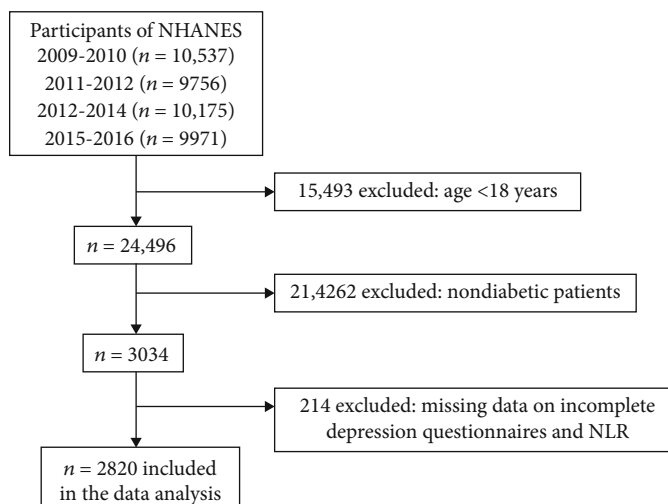 Participants of NHANES
2009-2010 (n = 10,537)
2011-2012 (n = 9756)
2012-2014 (n = 10,175)
2015-2016 (n = 9971)
15,493 excluded: age <18 years
n = 24,496
21,4262 excluded: nondiabetic patients
n = 3034
214 excluded: missing data on incomplete
depression questionnaires and NLR
n = 2820 included
in the data analysis